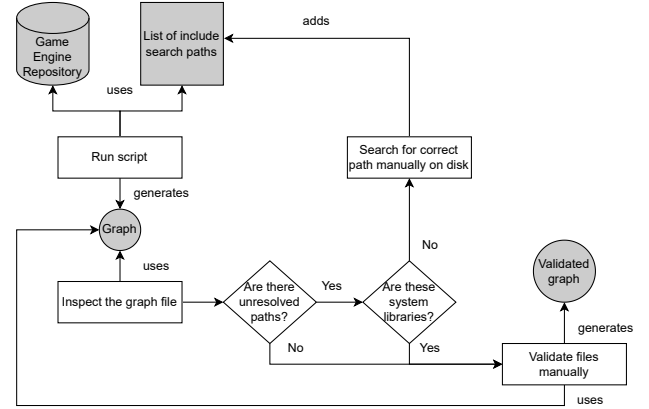 adds
Game
Engine
Repository
List of include
search paths
uses
Run script
Search for correct
path manually on disk
generates
Graph
No
uses
Validated
graph
Inspect the graph file
Are there
unresolved
paths?
Yes
Are these
system
libraries?
generates
No
Yes
Validate files
manually
uses